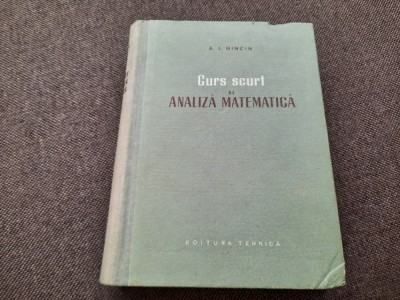 A. I. HINCIN
Curs scurt
DE
ANALIZĂ MATEMATICĂ
EDITURA TEHNICĂ